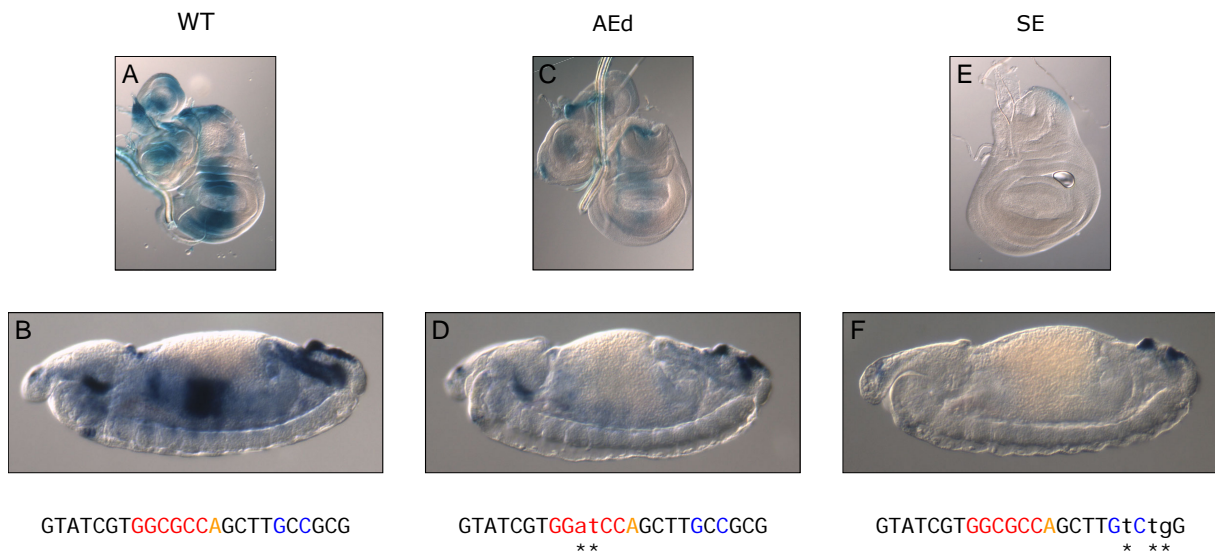 WT
AEd
SE
A
C
E
B
D
F
GTATCGTGGCGCCAGCTTGCCGCG
GTATCGTGGatCCAGCTTGCCGCG
GTATCGTGGCGCCAGCTTGtCtgG
**
* **